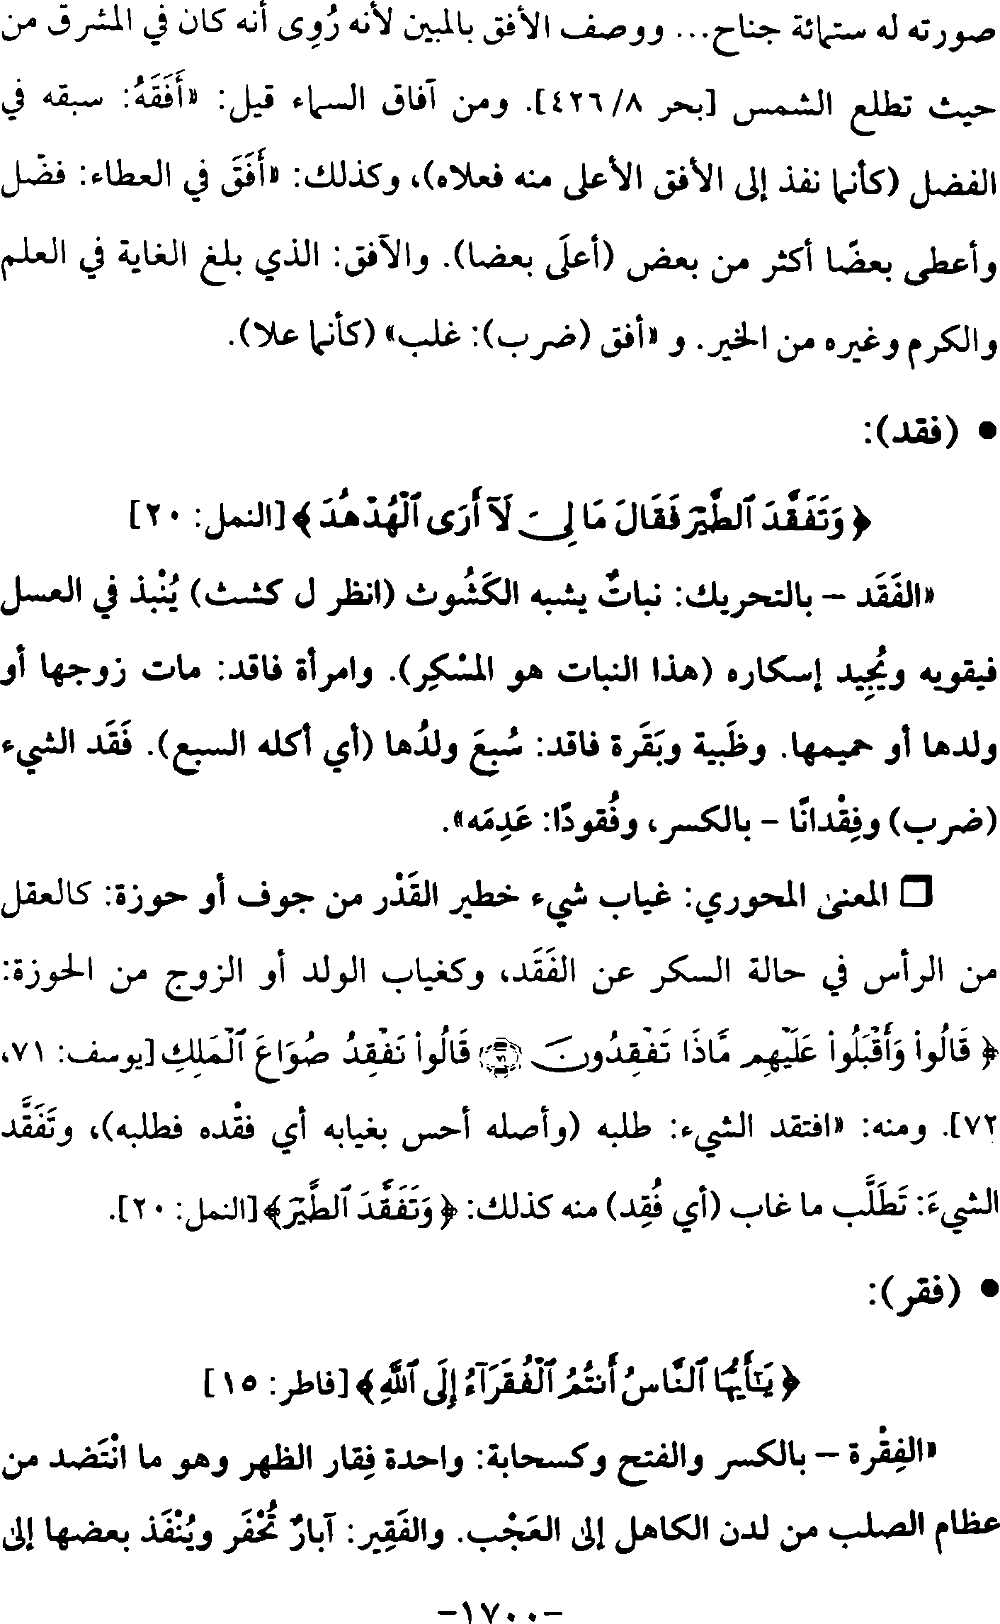 صورته له ستمائة جناح... ووصف الأفق بالمبين لأنه رُوِى أنه كان في المشرق من
حيث تطلع الشمس [بحر ٨/ ٤٢٦]. ومن آفاق السماء قيل: «أَفَقَهُ: سبقه في
الفضل (كأنما نفذ إلى الأفق الأعلى منه فعلاه)، وكذلك: «أَفَقَ في العطاء: فضّل
وأعطى بعضًا أكثر من بعض (أعلَى بعضا). والآفق: الذي بلغ الغاية في العلم
والكرم وغيره من الخير. و «أفق (ضرب): غلب» (كأنما علا).
• (فقد):
﴿ وَتَفَقَّدَ ٱلطَّيْرَ فَقَالَ مَا لِىَ لَآ أَرَى ٱلْهُدْهُدَ ﴾ [النمل: ٢٠]
«الفَقَد – بالتحريك: نباتٌ يشبه الكَشُوث (انظر ل كشث) يُنْبذ في العسل
فيقويه ويُجِيد إسكاره (هذا النبات هو المسْكِر). وامرأة فاقد: مات زوجها أو
ولدها أو حميمها. وظَبية وبَقَرة فاقد: سُبِعَ ولدُها (أي أكله السبع). فَقَد الشيء
(ضرب) وفِقْدانًا – بالكسر، وفُقودًا: عَدِمَه».
❒ المعنى المحوري: غياب شيء خطير القَدْر من جوف أو حوزة: كالعقل
من الرأس في حالة السكر عن الفَقَد، وكغياب الولد أو الزوج من الحوزة:
﴿ قَالُواْ وَأَقْبَلُواْ عَلَيْهِم مَّاذَا تَفْقِدُونَ ۝٧١ قَالُواْ نَفْقِدُ صُوَاعَ ٱلْمَلِكِ [يوسف: ٧١،
٧٢]. ومنه: «افتقد الشيء: طلبه (وأصله أحس بغيابه أي فقْده فطلبه)، وتَفَقَّد
الشيءَ: تَطَلَّب ما غاب (أي فُقِد) منه كذلك: ﴿ وَتَفَقَّدَ ٱلطَّيْرَ﴾ [النمل: ٢٠].
• (فقر):
﴿ يَـٰٓأَيُّهَا ٱلنَّاسُ أَنتُمُ ٱلْفُقَرَآءُ إِلَى ٱللَّهِ ﴾ [فاطر: ١٥]
«الفِقْرة – بالكسر والفتح وكسحابة: واحدة فِقار الظهر وهو ما انْتَضد من
عظام الصلب من لدن الكاهل إلى العَجْب. والفَقِير: آبارٌ تُحْفَر ويُنْفَذ بعضها إلى
-١٧٠٠-